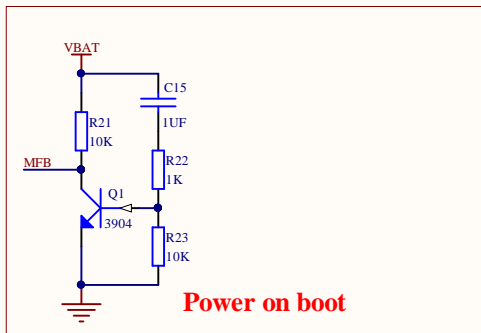 VBAT
C15
1UF
R21
10K
MFB
R22
1K
Q1
3904
R23
10K
Power on boot